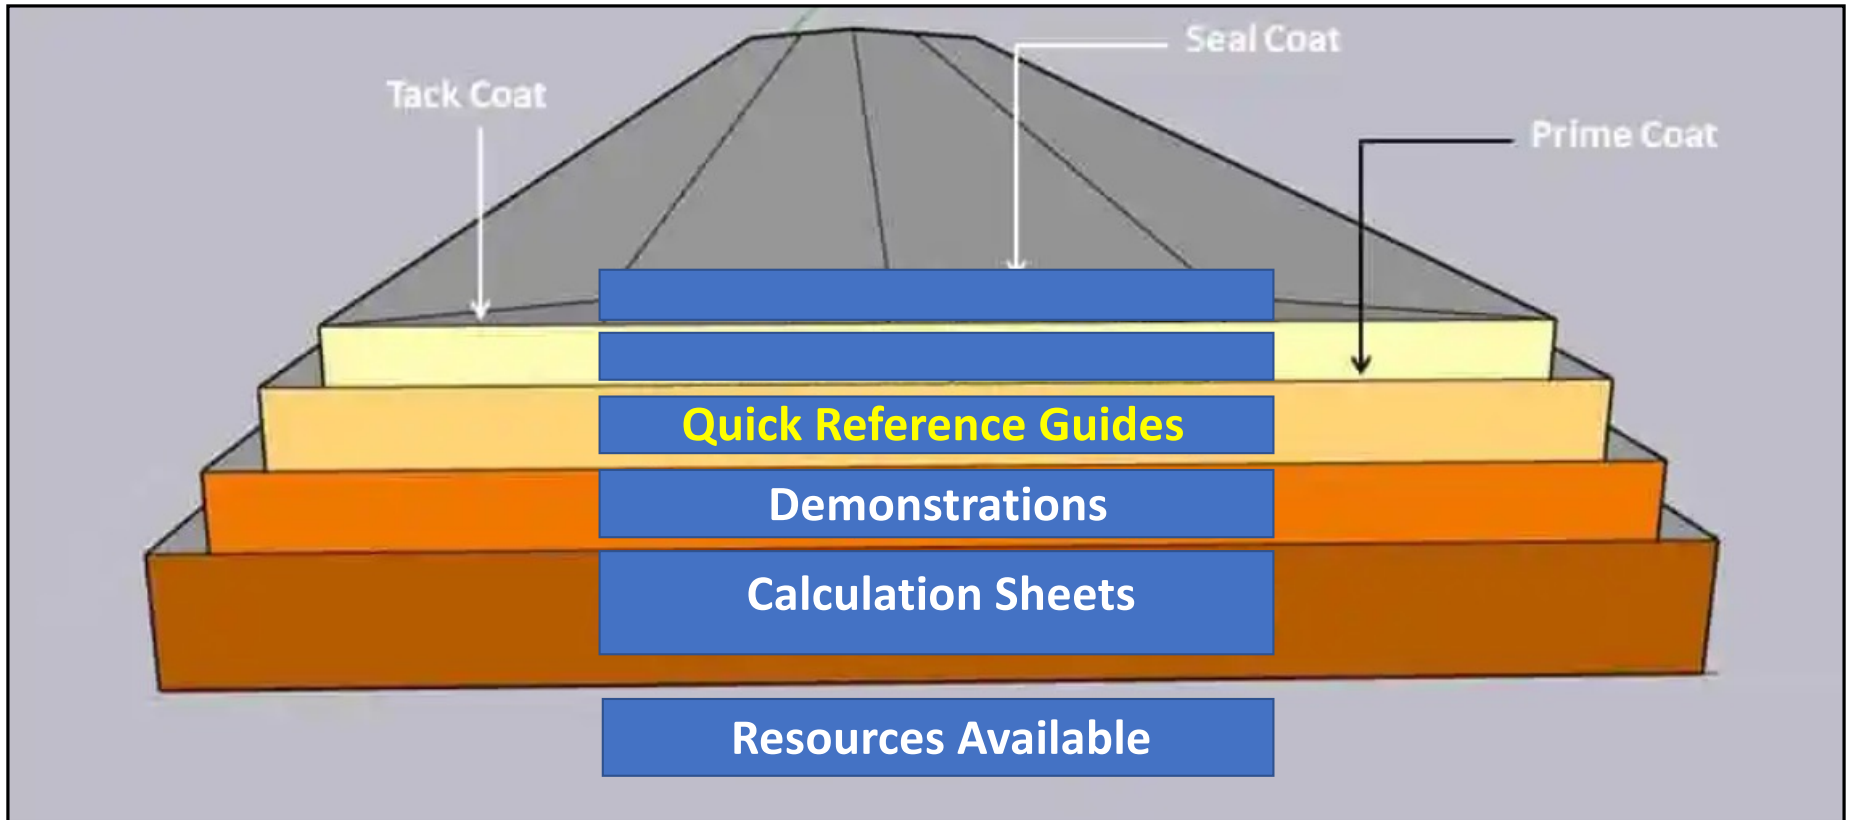 Seal Coat
Tack Coat
Prime Coat
Quick Reference Guides
Demonstrations
Calculation Sheets
Resources Available